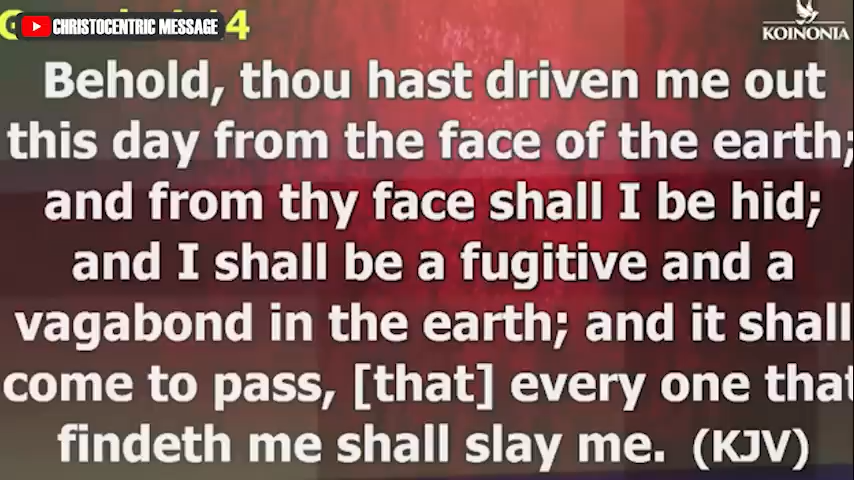 CHRISTOCENTRIC MESSAGE 4
KOINONIA
Behold, thou hast driven me out
this day from the face of the earth;
and from thy face shall I be hid;
and I shall be a fugitive and a
vagabond in the earth; and it shall
come to pass, [that] every one that
findeth me shall slay me. (KJV)